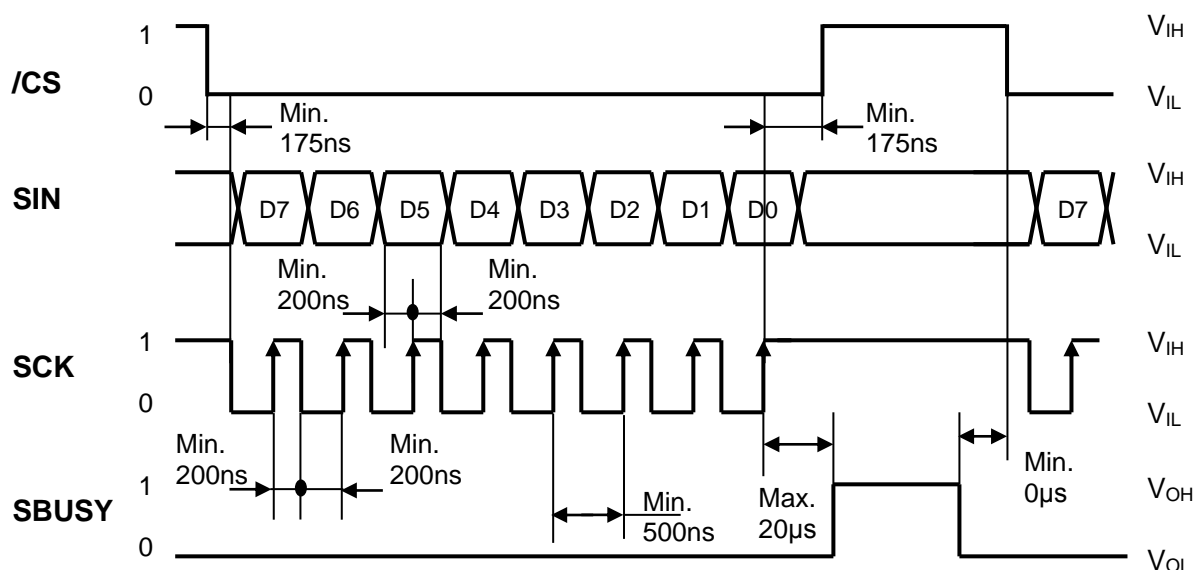 1 V_IH
/CS
0 V_IL
Min. 175ns
Min. 175ns
V_IH
SIN D7 D6 D5 D4 D3 D2 D1 D0 D7
V_IL
Min. 200ns
Min. 200ns
1 V_IH
SCK
0 V_IL
Min. 200ns
Min. 200ns
Min. 500ns
Max. 20µs
Min. 0µs
1 V_OH
SBUSY
0 V_OL